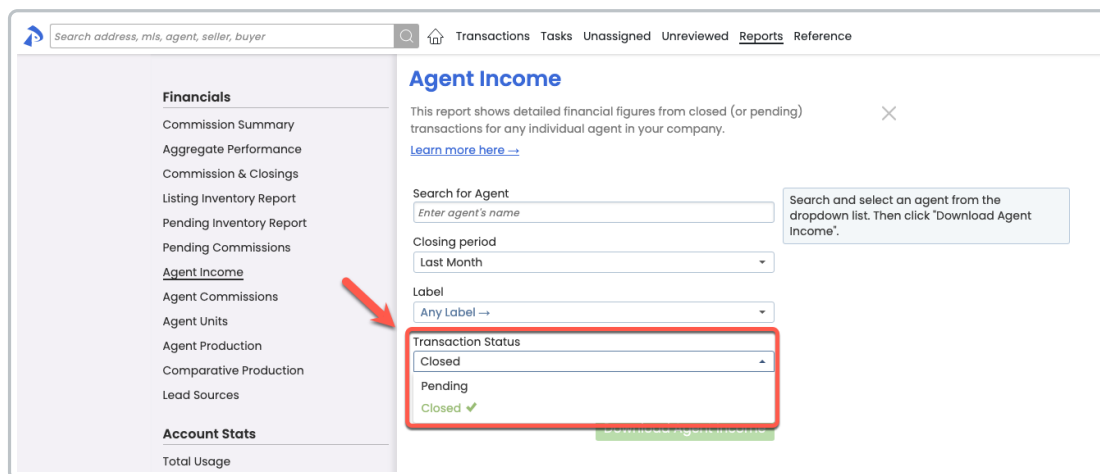 Search address, mls, agent, seller, buyer
Transactions Tasks Unassigned Unreviewed Reports Reference
Financials
Commission Summary
Aggregate Performance
Commission & Closings
Listing Inventory Report
Pending Inventory Report
Pending Commissions
Agent Income
Agent Commissions
Agent Units
Agent Production
Comparative Production
Lead Sources
Account Stats
Total Usage
Agent Income
This report shows detailed financial figures from closed (or pending)
transactions for any individual agent in your company.
Learn more here →
Search for Agent
Enter agent's name
Search and select an agent from the
dropdown list. Then click "Download Agent
Income".
Closing period
Last Month
Label
Any Label →
Transaction Status
Closed
Pending
Closed ✔
Download Agent Income